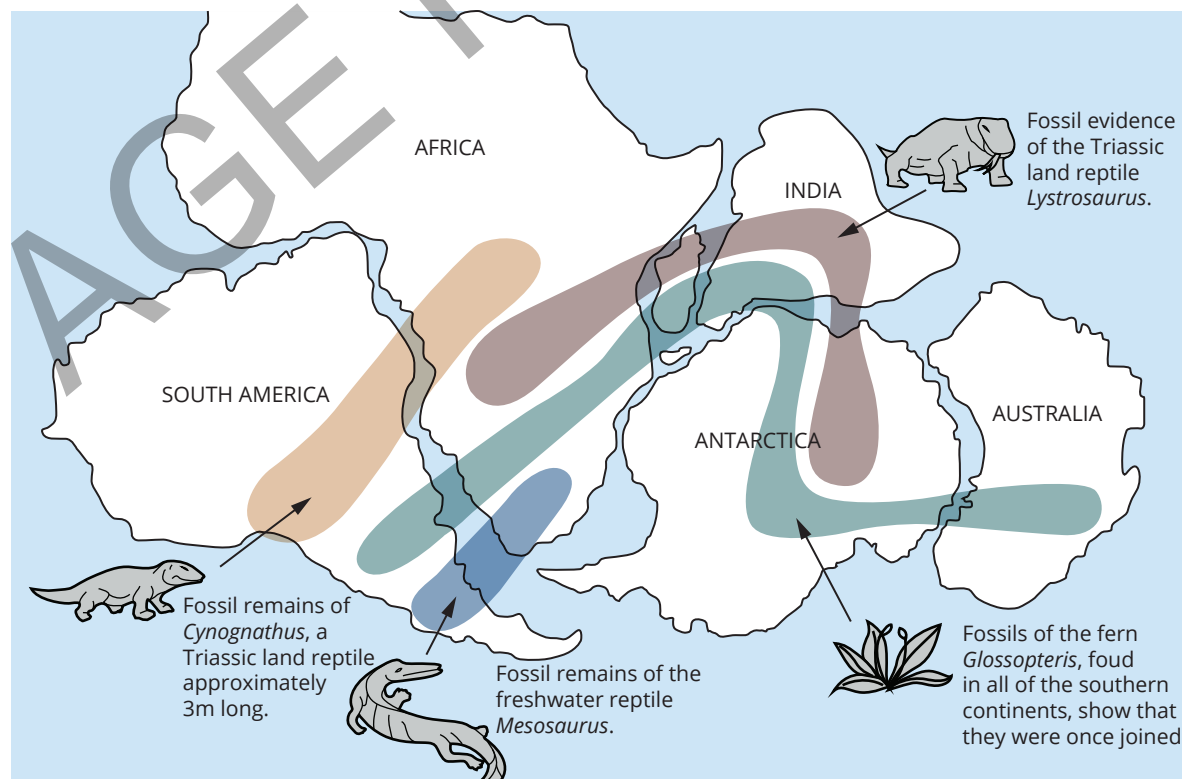 AGE
AFRICA
INDIA
Fossil evidence
of the Triassic
land reptile
Lystrosaurus.
SOUTH AMERICA
ANTARCTICA
AUSTRALIA
Fossil remains of
Cynognathus, a
Triassic land reptile
approximately
3m long.
Fossil remains of the
freshwater reptile
Mesosaurus.
Fossils of the fern
Glossopteris, foud
in all of the southern
continents, show that
they were once joined